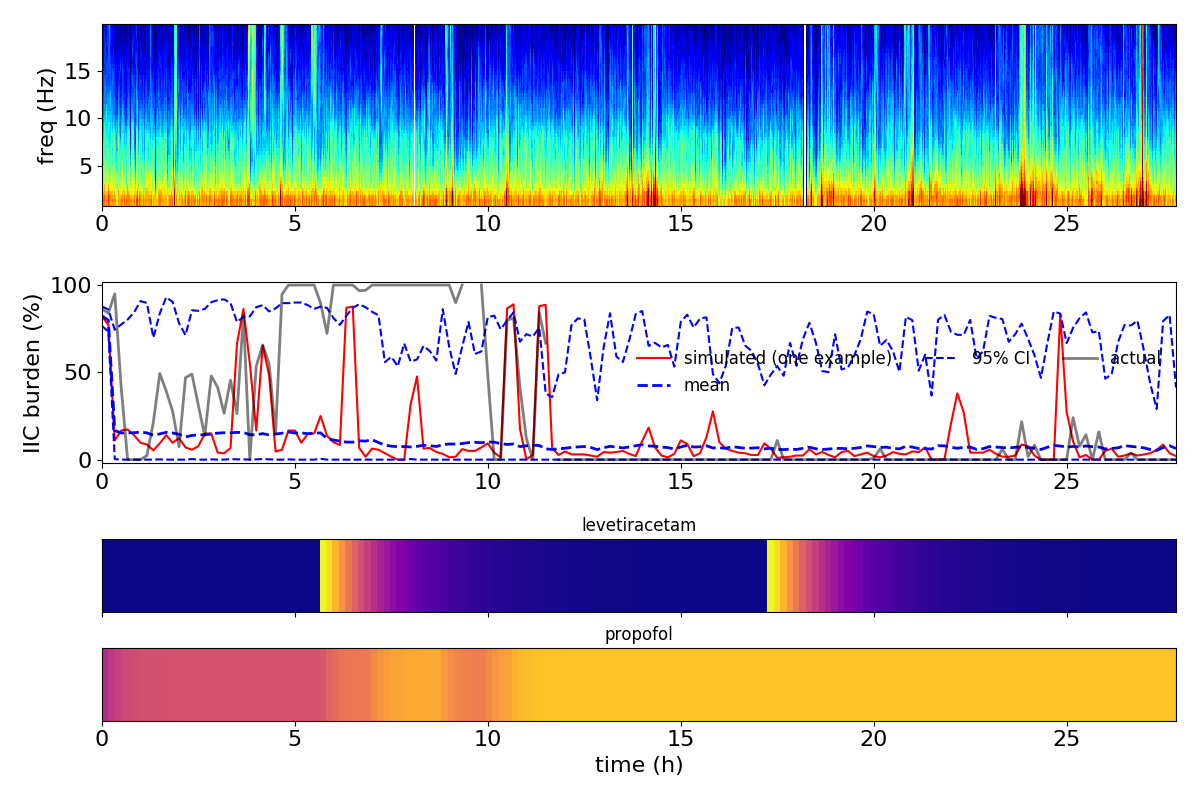 freq (Hz)
15
10
5
0 5 10 15 20 25
IIC burden (%)
100
50
0
simulated (one example) 95% CI actual
mean
0 5 10 15 20 25
levetiracetam
propofol
0 5 10 15 20 25
time (h)